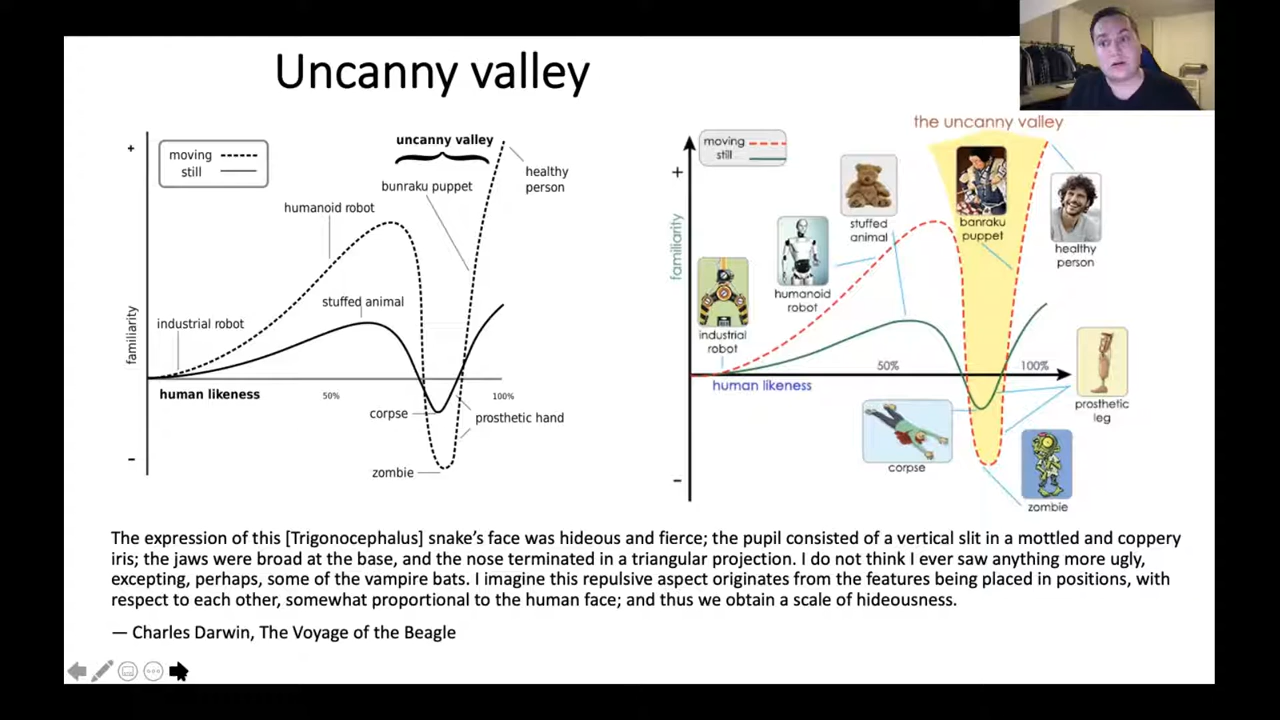 Uncanny valley
+
moving
still
uncanny valley
bunraku puppet
healthy
person
humanoid robot
stuffed animal
industrial robot
familiarity
human likeness
50%
100%
corpse
prosthetic hand
zombie
−
the uncanny valley
moving
still
+
familiarity
stuffed
animal
banraku
puppet
healthy
person
humanoid
robot
industrial
robot
human likeness
50%
100%
prosthetic
leg
corpse
zombie
−
The expression of this [Trigonocephalus] snake’s face was hideous and fierce; the pupil consisted of a vertical slit in a mottled and coppery
iris; the jaws were broad at the base, and the nose terminated in a triangular projection. I do not think I ever saw anything more ugly,
excepting, perhaps, some of the vampire bats. I imagine this repulsive aspect originates from the features being placed in positions, with
respect to each other, somewhat proportional to the human face; and thus we obtain a scale of hideousness.
— Charles Darwin, The Voyage of the Beagle